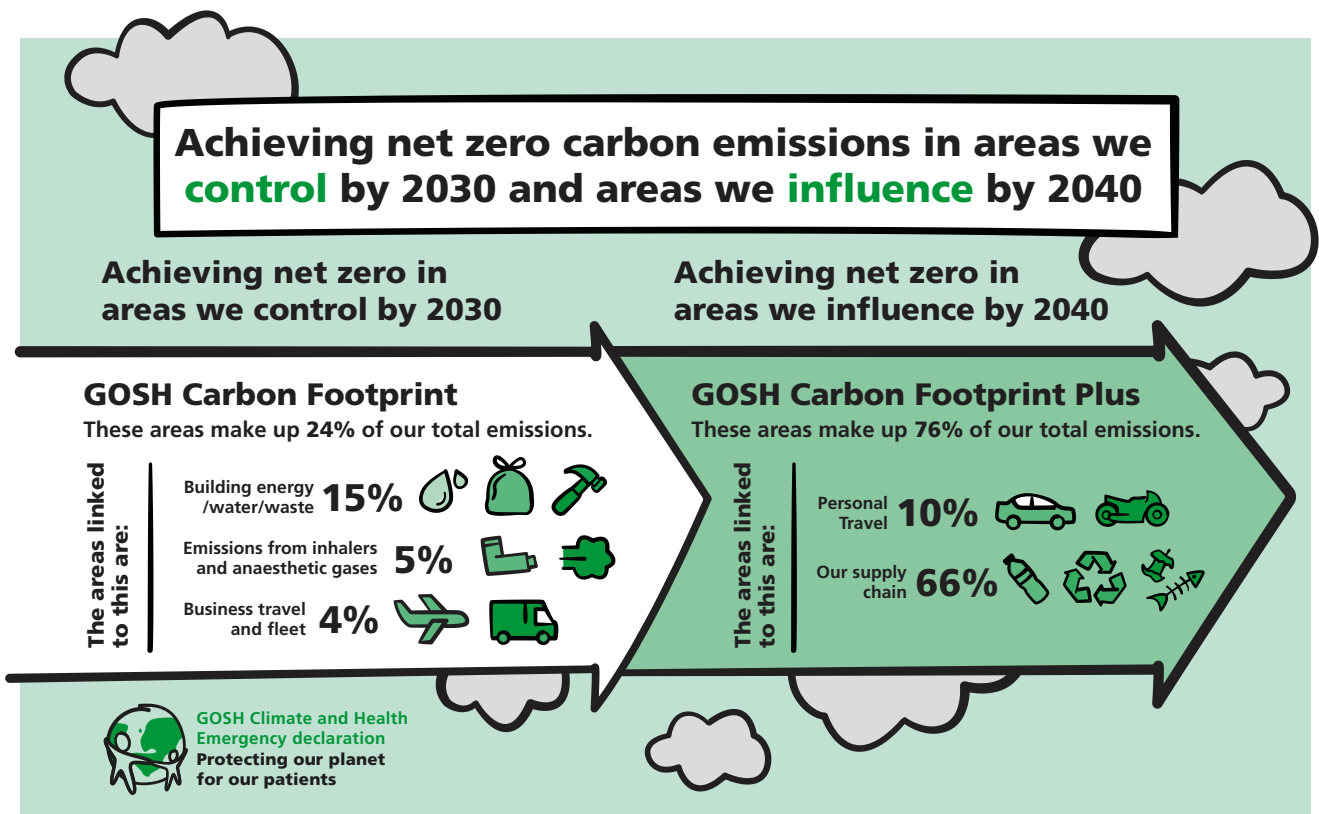 Achieving net zero carbon emissions in areas we
control by 2030 and areas we influence by 2040
Achieving net zero in
areas we control by 2030
GOSH Carbon Footprint
These areas make up 24% of our total emissions.
The areas linked
to this are:
Building energy
/water/waste
15%
Emissions from inhalers
and anaesthetic gases
5%
Business travel
and fleet
4%
Achieving net zero in
areas we influence by 2040
GOSH Carbon Footprint Plus
These areas make up 76% of our total emissions.
The areas linked
to this are:
Personal
Travel
10%
Our supply
chain
66%
GOSH Climate and Health
Emergency declaration
Protecting our planet
for our patients